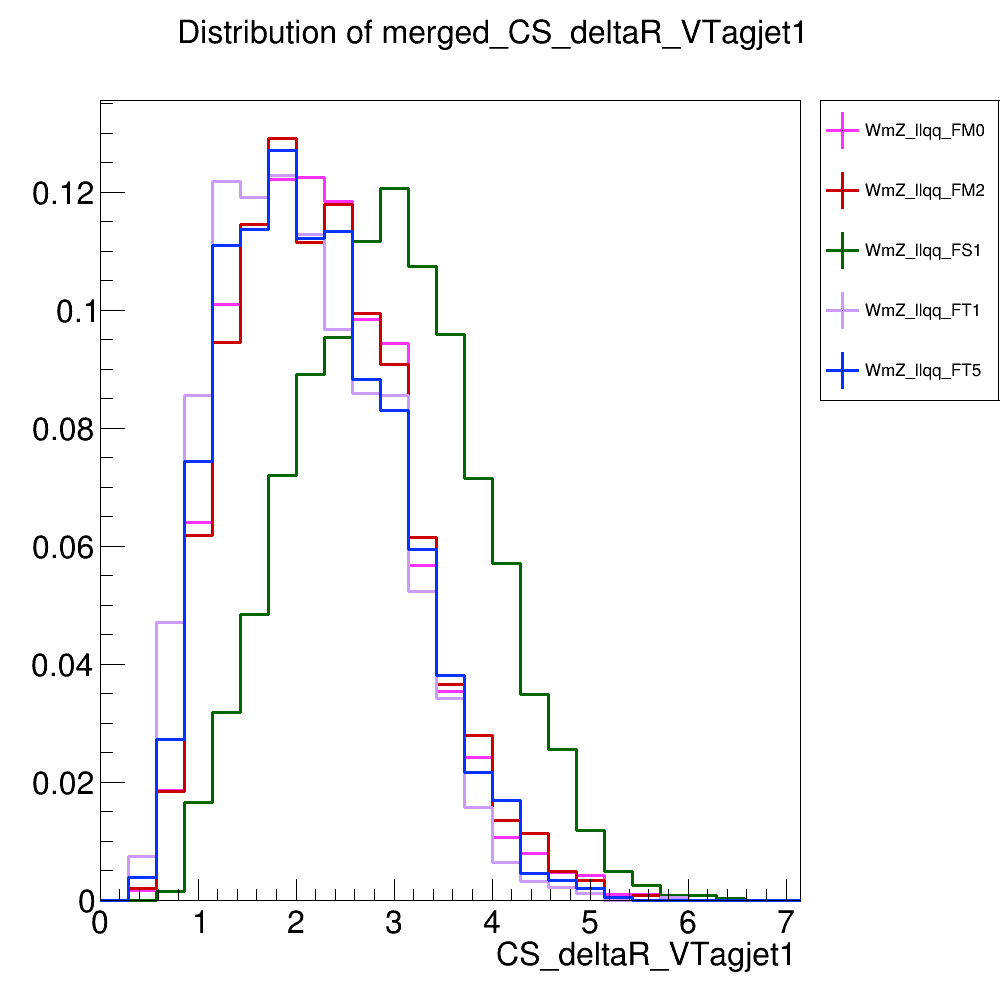 Distribution of merged_CS_deltaR_VTagjet1
WmZ_llqq_FM0
WmZ_llqq_FM2
WmZ_llqq_FS1
WmZ_llqq_FT1
WmZ_llqq_FT5
0.12
0.1
0.08
0.06
0.04
0.02
0
0 1 2 3 4 5 6 7
CS_deltaR_VTagjet1